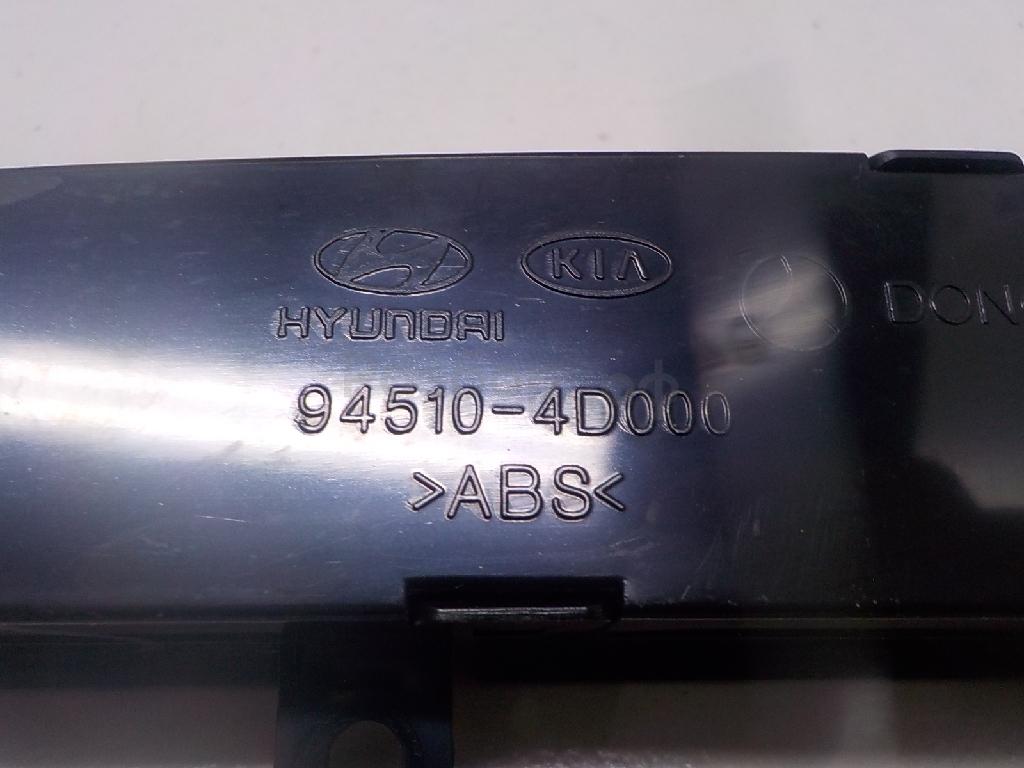 KIA
HYUNDAI
DON
94510-4D000
>ABS<